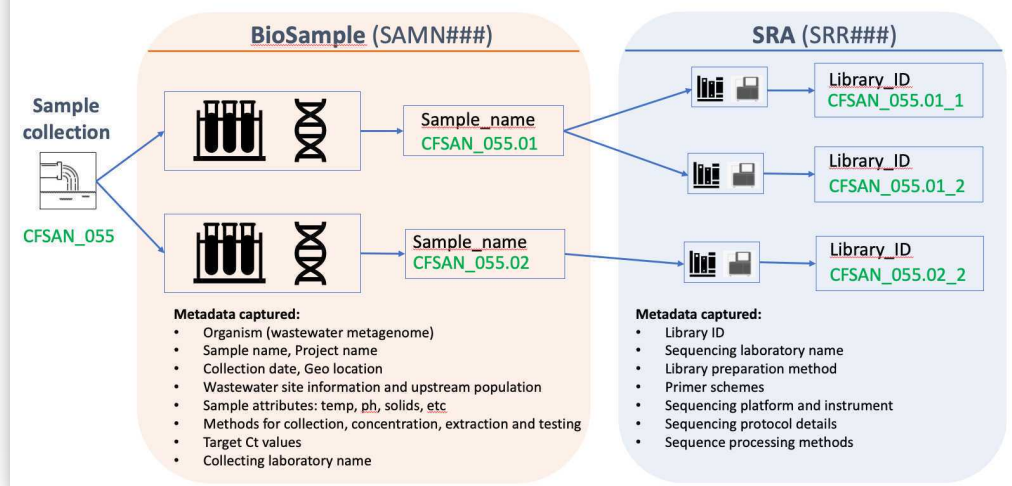 BioSample (SAMN###)
SRA (SRR###)
Sample
collection
CFSAN_055
Sample_name
CFSAN_055.01
Sample_name
CFSAN_055.02
Library_ID
CFSAN_055.01_1
Library_ID
CFSAN_055.01_2
Library_ID
CFSAN_055.02_2
Metadata captured:
• Organism (wastewater metagenome)
• Sample name, Project name
• Collection date, Geo location
• Wastewater site information and upstream population
• Sample attributes: temp, ph, solids, etc
• Methods for collection, concentration, extraction and testing
• Target Ct values
• Collecting laboratory name
Metadata captured:
• Library ID
• Sequencing laboratory name
• Library preparation method
• Primer schemes
• Sequencing platform and instrument
• Sequencing protocol details
• Sequence processing methods